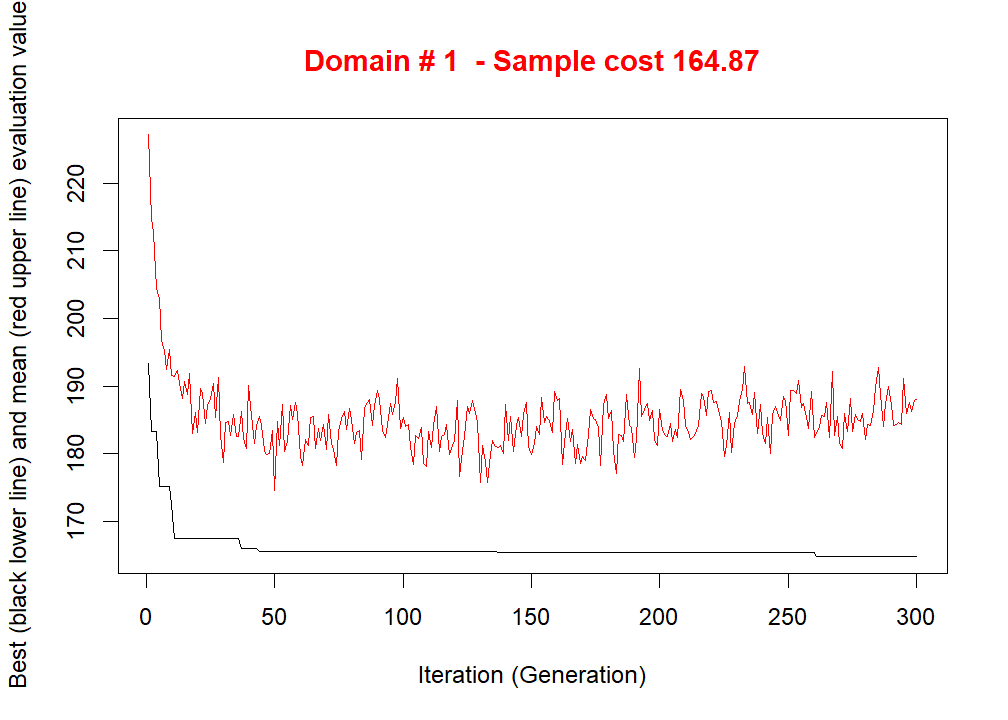 Domain # 1  - Sample cost 164.87
Best (black lower line) and mean (red upper line) evaluation value
220
210
200
190
180
170
0 50 100 150 200 250 300
Iteration (Generation)